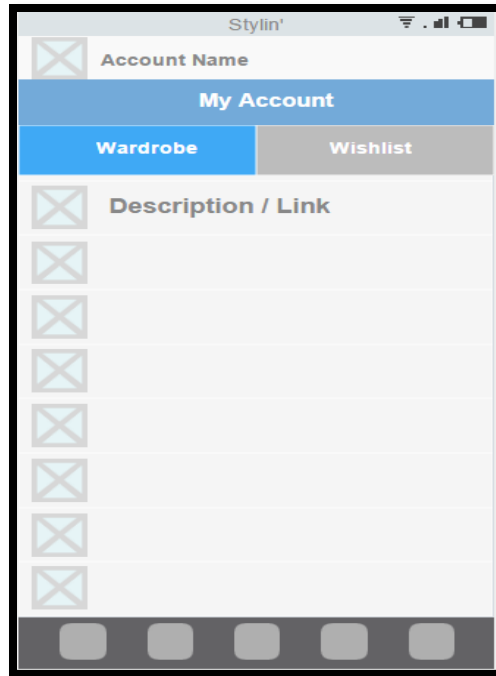 Stylin'
Account Name
My Account
Wardrobe Wishlist
Description / Link